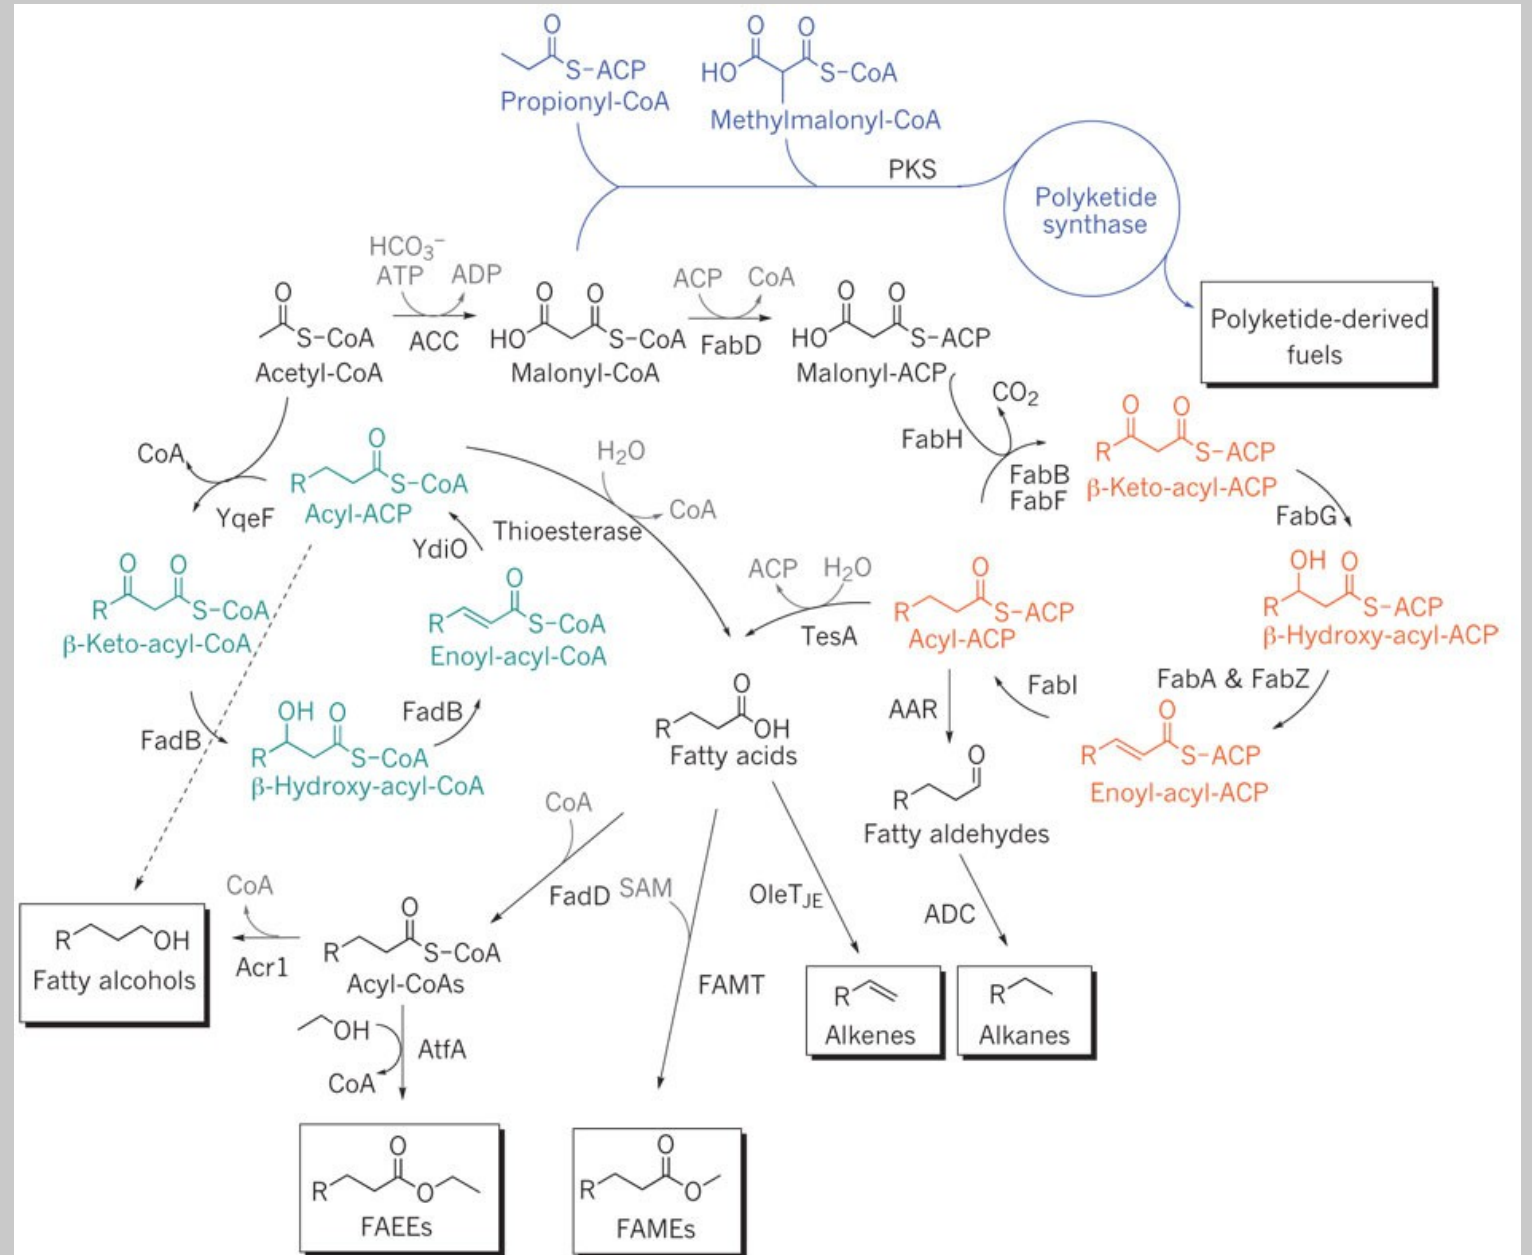 O
S–ACP
Propionyl-CoA
O O
HO S–CoA
Methylmalonyl-CoA
PKS
Polyketide
synthase
Polyketide-derived
fuels
O
S–CoA
Acetyl-CoA
HCO₃⁻
ATP ADP
ACC
O O
HO S–CoA
Malonyl-CoA
ACP CoA
FabD
O O
HO S–ACP
Malonyl-ACP
CO₂
FabH
FabB
FabF
O O
R S–ACP
β-Keto-acyl-ACP
FabG
OH O
R S–ACP
β-Hydroxy-acyl-ACP
FabA & FabZ
O
R S–ACP
Enoyl-acyl-ACP
FabI
O
R S–ACP
Acyl-ACP
ACP H₂O
TesA
AAR
O
R
Fatty aldehydes
ADC
CoA
YqeF
O
R S–CoA
Acyl-ACP
H₂O
CoA
Thioesterase
YdiO
O O
R S–CoA
β-Keto-acyl-CoA
O
R S–CoA
Enoyl-acyl-CoA
FadB
OH O
R S–CoA
β-Hydroxy-acyl-CoA
FadB
O
R OH
Fatty acids
CoA
FadD
SAM
FAMT
OleTJE
CoA
Acr1
R OH
Fatty alcohols
O
R S–CoA
Acyl-CoAs
OH
CoA
AtfA
R
Alkenes
R
Alkanes
O
R O
FAEEs
O
R O
FAMEs